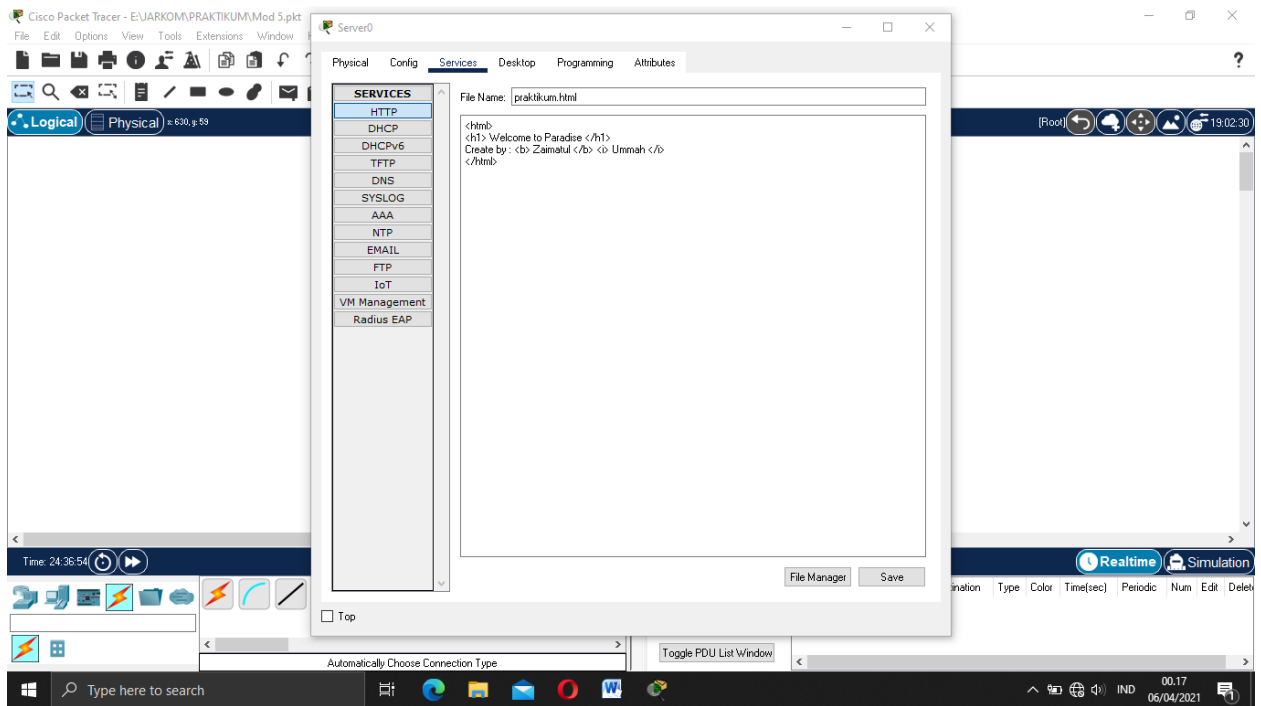 Cisco Packet Tracer - E:\JARKOM\PRAKTIKUM\Mod 5.pkt
File Edit Options View Tools Extensions Window
Server0
Physical Config Services Desktop Programming Attributes
?
SERVICES
HTTP
DHCP
DHCPv6
TFTP
DNS
SYSLOG
AAA
NTP
EMAIL
FTP
IoT
VM Management
Radius EAP
File Name: praktikum.html
<html>
<h1> Welcome to Paradise </h1>
Create by : <b> Zaimatul </b> <i> Ummah </i>
</html>
File Manager Save
Top
Logical Physical x: 630, y: 59
[Root] 19:02:30
Time: 24:36:54
Realtime Simulation
ination Type Color Time(sec) Periodic Num Edit Delet
Toggle PDU List Window
Automatically Choose Connection Type
Type here to search
IND
00.17
06/04/2021
1